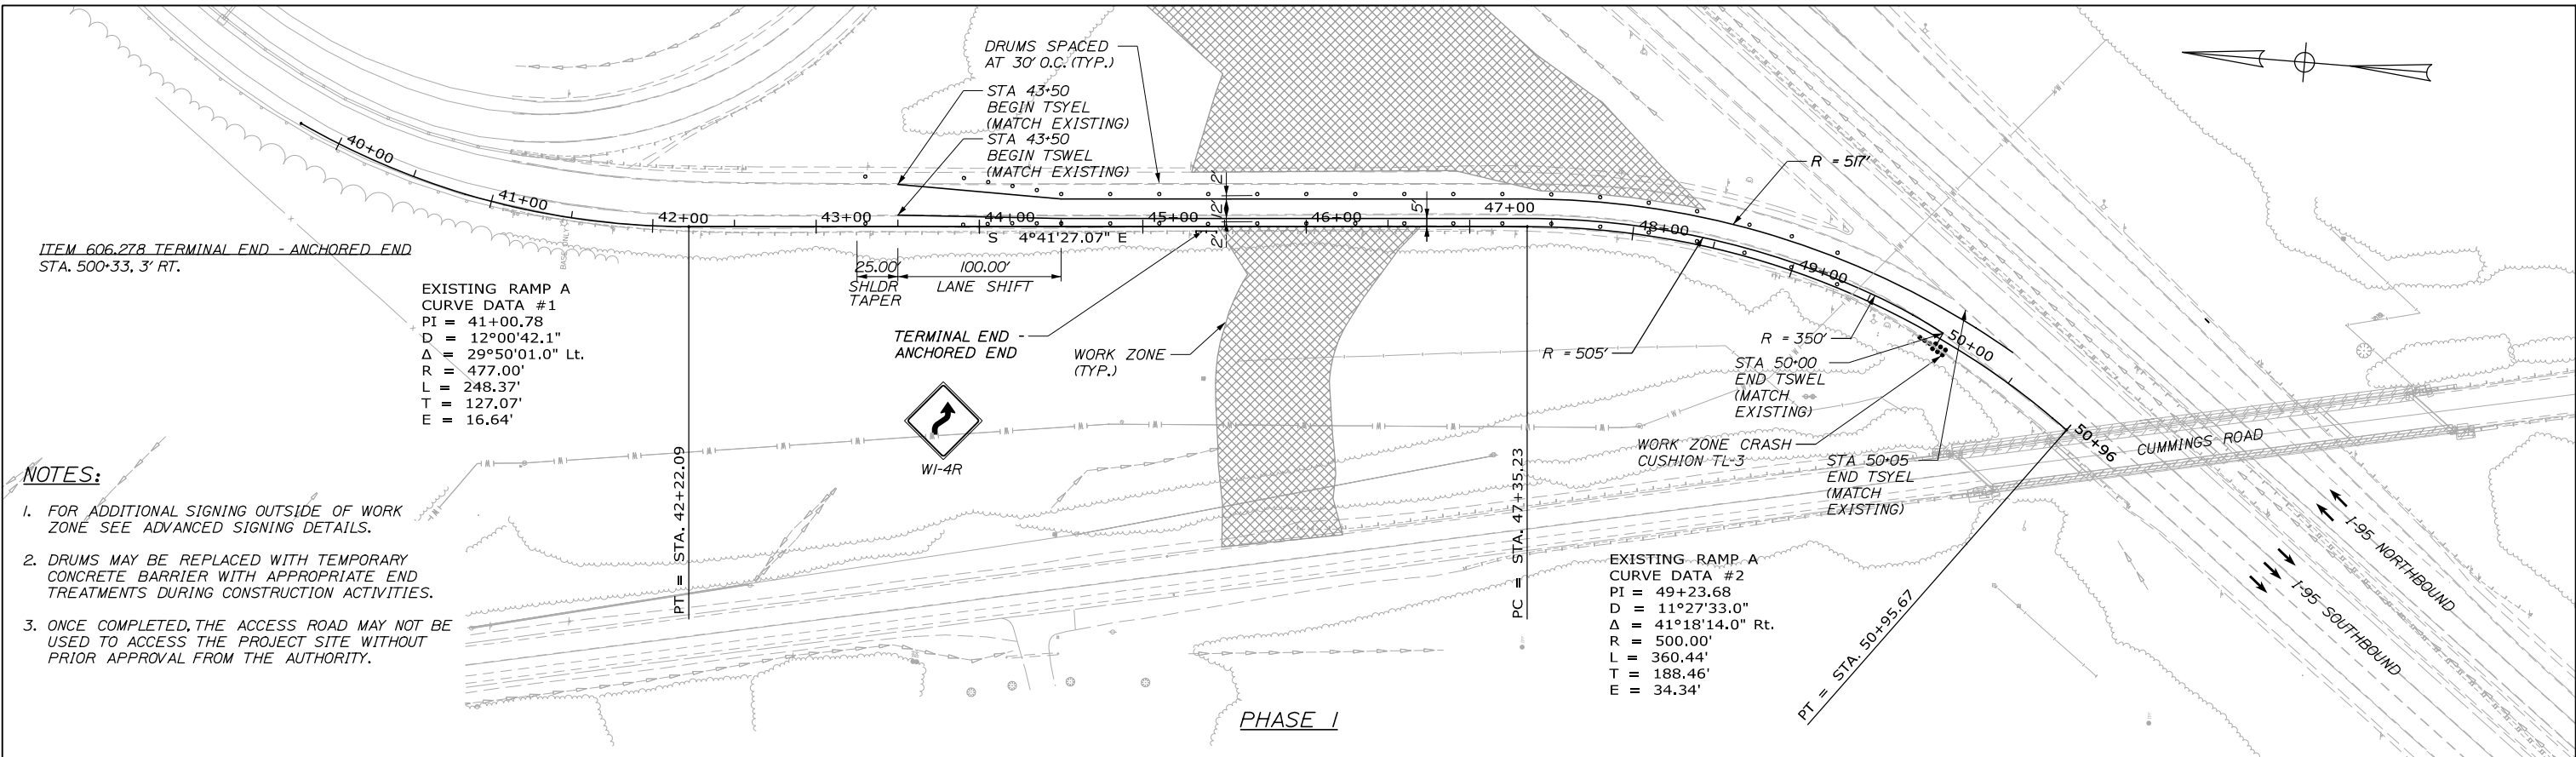 DRUMS SPACED
AT 30' O.C. (TYP.)
STA 43+50
BEGIN TSYEL
(MATCH EXISTING)
STA 43+50
BEGIN TSWEL
(MATCH EXISTING)
R = 517'
40+00
41+00
42+00
43+00
44+00
45+00
46+00
47+00
48+00
49+00
50+00
50+96
2'
12'
1'
2'
5'
S 4°41'27.07" E
ITEM 606.278 TERMINAL END - ANCHORED END
STA. 500+33, 3' RT.
25.00'
SHLDR
TAPER
100.00'
LANE SHIFT
EXISTING RAMP A
CURVE DATA #1
PI = 41+00.78
D = 12°00'42.1"
Δ = 29°50'01.0" Lt.
R = 477.00'
L = 248.37'
T = 127.07'
E = 16.64'
TERMINAL END -
ANCHORED END
WORK ZONE
(TYP.)
R = 505'
R = 350'
STA 50+00
END TSWEL
(MATCH
EXISTING)
WORK ZONE CRASH
CUSHION TL-3
STA 50+05
END TSYEL
(MATCH
EXISTING)
CUMMINGS ROAD
W1-4R
PT = STA. 42+22.09
PC = STA. 47+35.23
PT = STA. 50+95.67
I-95 NORTHBOUND
I-95 SOUTHBOUND
NOTES:
1. FOR ADDITIONAL SIGNING OUTSIDE OF WORK
ZONE SEE ADVANCED SIGNING DETAILS.
2. DRUMS MAY BE REPLACED WITH TEMPORARY
CONCRETE BARRIER WITH APPROPRIATE END
TREATMENTS DURING CONSTRUCTION ACTIVITIES.
3. ONCE COMPLETED, THE ACCESS ROAD MAY NOT BE
USED TO ACCESS THE PROJECT SITE WITHOUT
PRIOR APPROVAL FROM THE AUTHORITY.
EXISTING RAMP A
CURVE DATA #2
PI = 49+23.68
D = 11°27'33.0"
Δ = 41°18'14.0" Rt.
R = 500.00'
L = 360.44'
T = 188.46'
E = 34.34'
PHASE I